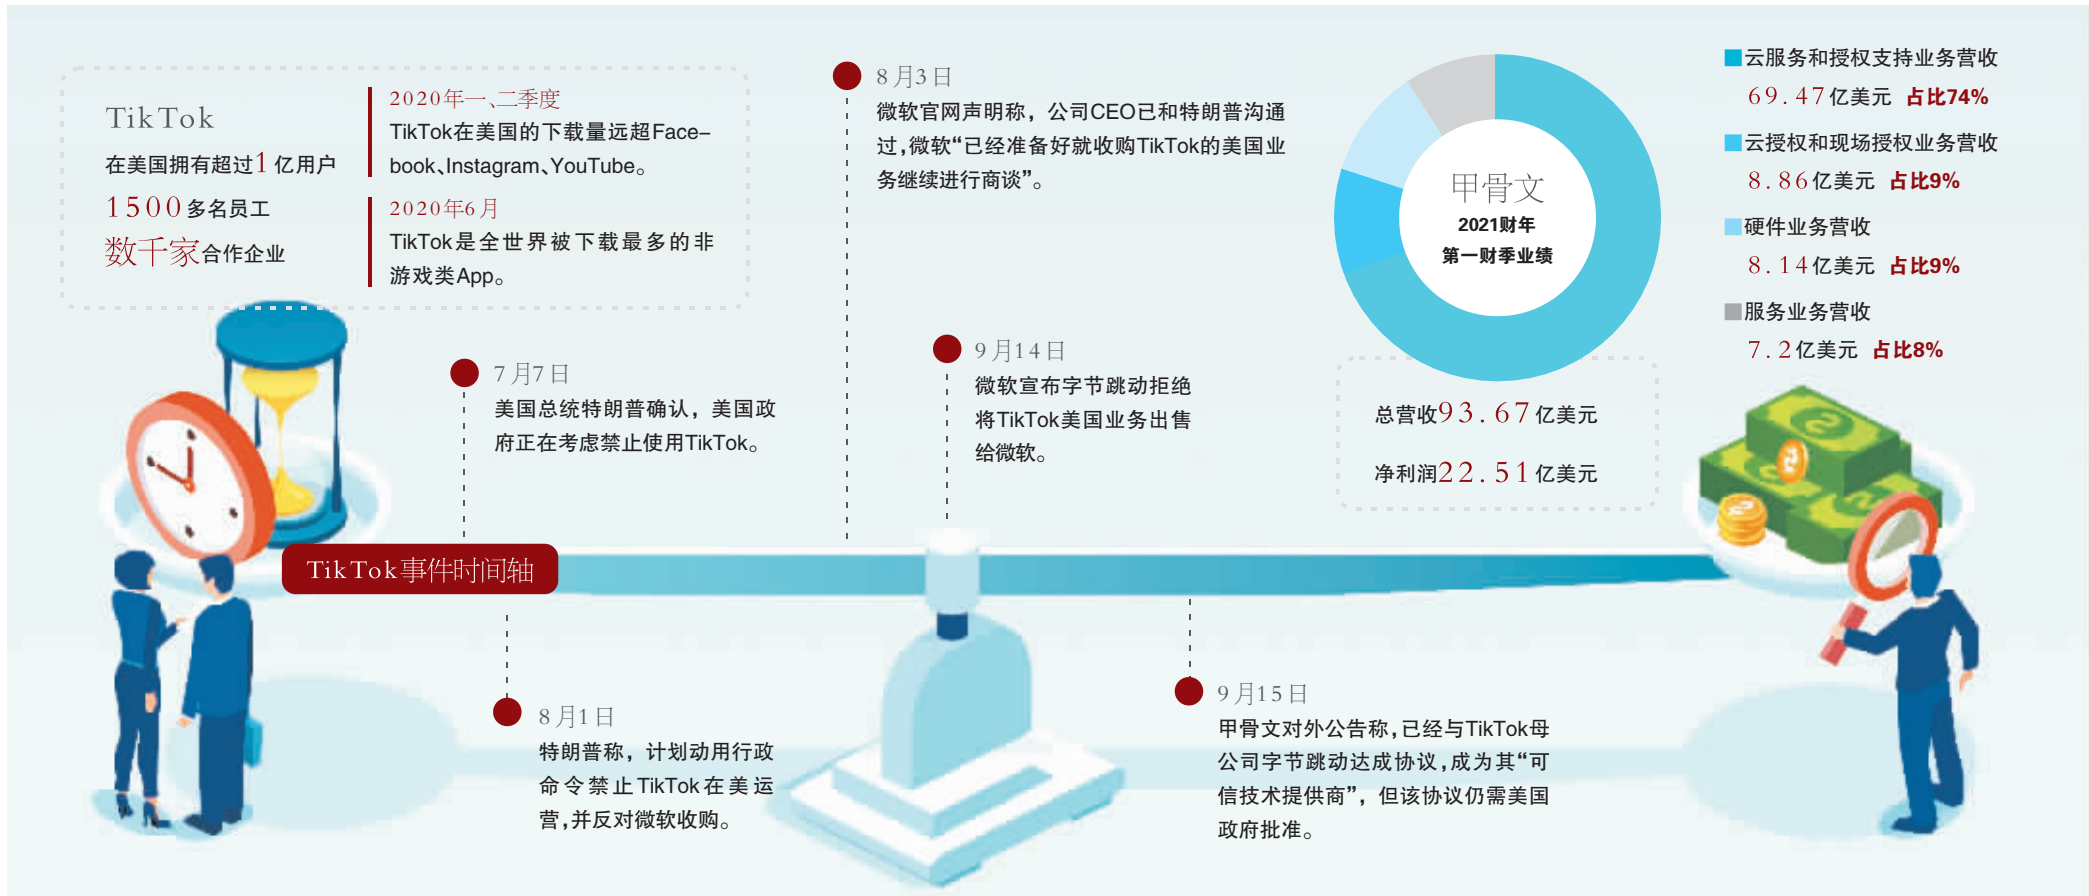 TikTok
在美国拥有超过1亿用户
1500多名员工
数千家合作企业
2020年一、二季度
TikTok在美国的下载量远超Face-
book、Instagram、YouTube。
2020年6月
TikTok是全世界被下载最多的非
游戏类App。
7月7日
美国总统特朗普确认，美国政
府正在考虑禁止使用TikTok。
8月3日
微软官网声明称，公司CEO已和特朗普沟通
过，微软“已经准备好就收购TikTok的美国业
务继续进行商谈”。
9月14日
微软宣布字节跳动拒绝
将TikTok美国业务出售
给微软。
甲骨文
2021财年
第一财季业绩
云服务和授权支持业务营收
69.47亿美元 占比74%
云授权和现场授权业务营收
8.86亿美元 占比9%
硬件业务营收
8.14亿美元 占比9%
服务业务营收
7.2亿美元 占比8%
总营收93.67亿美元
净利润22.51亿美元
TikTok事件时间轴
8月1日
特朗普称，计划动用行政
命令禁止TikTok在美运
营，并反对微软收购。
9月15日
甲骨文对外公告称，已经与TikTok母
公司字节跳动达成协议，成为其“可
信技术提供商”，但该协议仍需美国
政府批准。